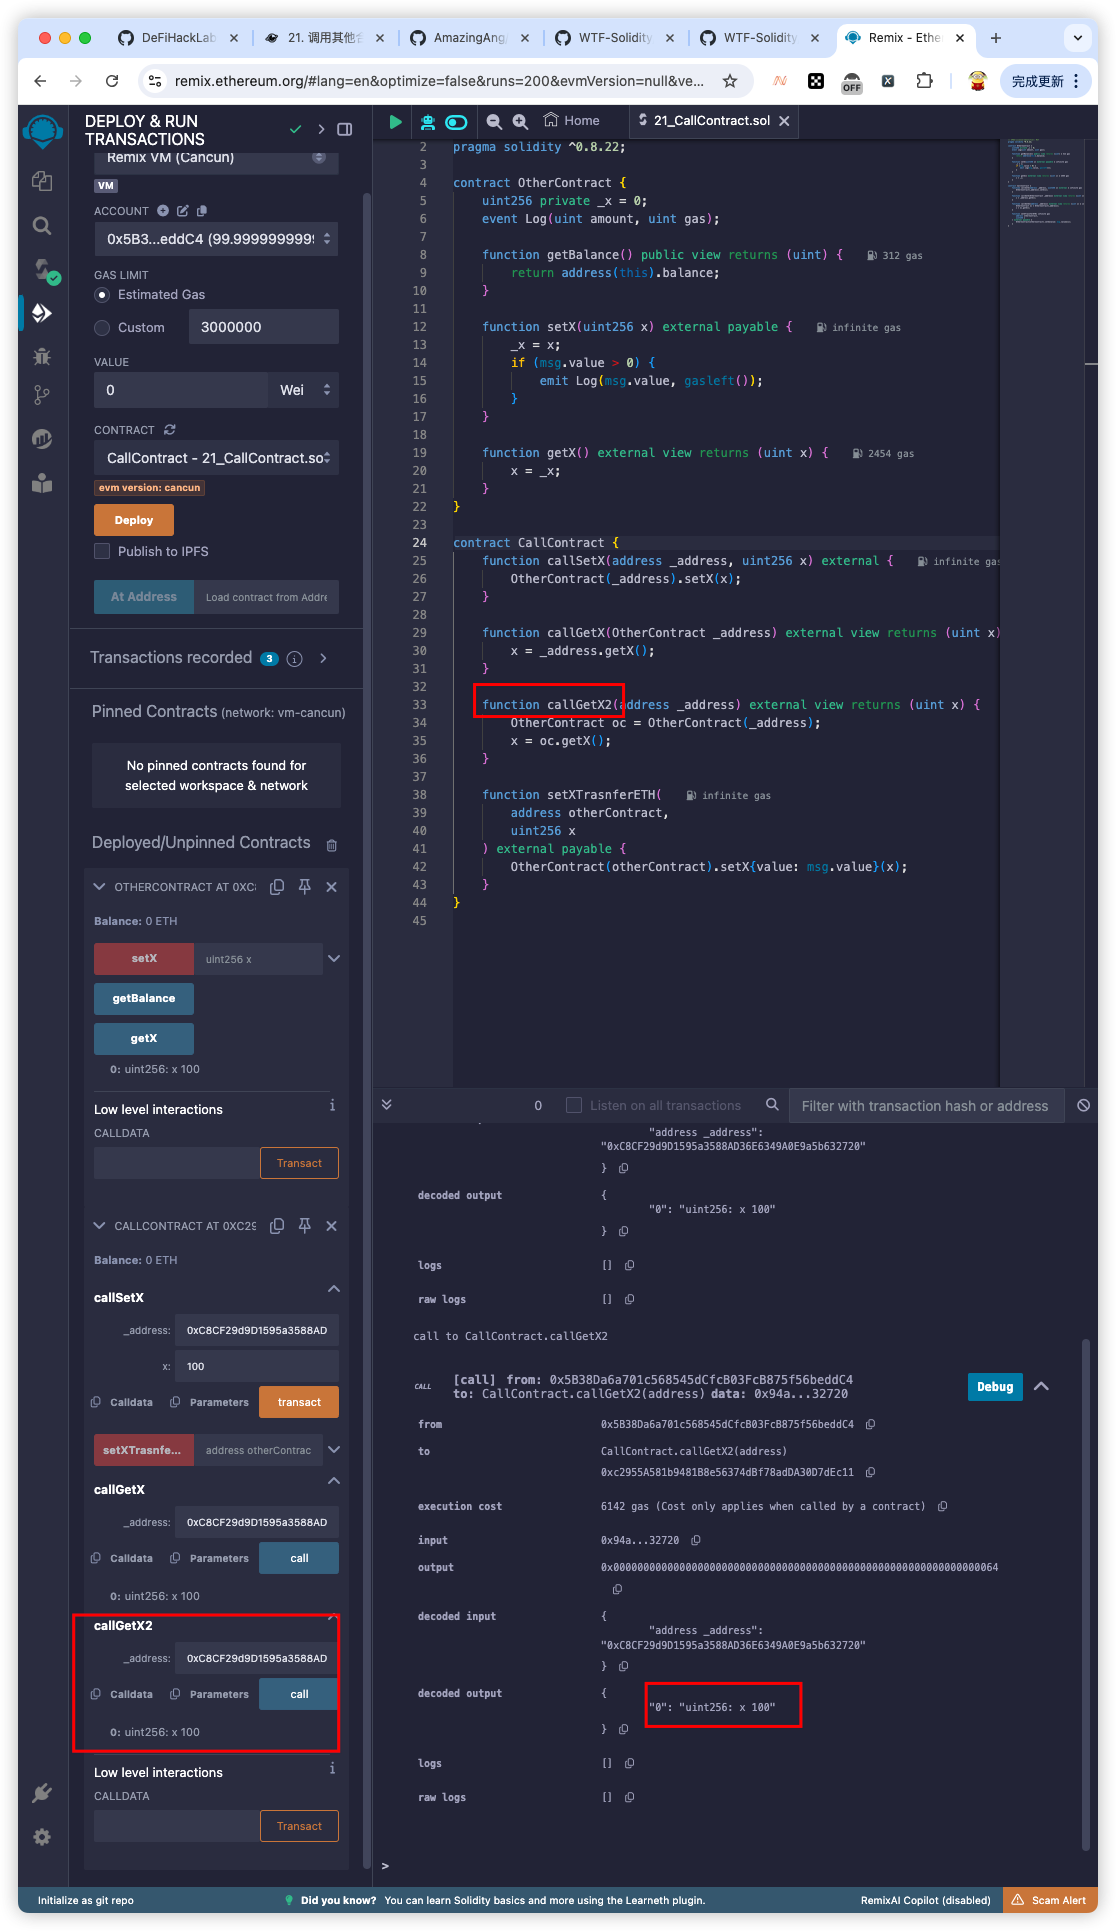 DeFiHackLab
21. 调用其他合
AmazingAng/
WTF-Solidity
WTF-Solidity
Remix - Ethe
remix.ethereum.org/#lang=en&optimize=false&runs=200&evmVersion=null&ve...
OFF
完成更新
DEPLOY & RUN
TRANSACTIONS
Remix VM (Cancun)
VM
ACCOUNT
0x5B3...eddC4 (99.9999999999
GAS LIMIT
Estimated Gas
Custom
3000000
VALUE
0
Wei
CONTRACT
CallContract - 21_CallContract.so
evm version: cancun
Deploy
Publish to IPFS
At Address
Load contract from Addre
Transactions recorded 3
Pinned Contracts (network: vm-cancun)
No pinned contracts found for
selected workspace & network
Deployed/Unpinned Contracts
OTHERCONTRACT AT 0XC8
Balance: 0 ETH
setX
uint256 x
getBalance
getX
0: uint256: x 100
Low level interactions
CALLDATA
Transact
CALLCONTRACT AT 0XC29
Balance: 0 ETH
callSetX
_address: 0xC8CF29d9D1595a3588AD
x: 100
Calldata Parameters transact
setXTrasnfe... address otherContrac
callGetX
_address: 0xC8CF29d9D1595a3588AD
Calldata Parameters call
0: uint256: x 100
callGetX2
_address: 0xC8CF29d9D1595a3588AD
Calldata Parameters call
0: uint256: x 100
Low level interactions
CALLDATA
Transact
Home
21_CallContract.sol
2 pragma solidity ^0.8.22;
3
4 contract OtherContract {
5 uint256 private _x = 0;
6 event Log(uint amount, uint gas);
7
8 function getBalance() public view returns (uint) { 312 gas
9 return address(this).balance;
10 }
11
12 function setX(uint256 x) external payable { infinite gas
13 _x = x;
14 if (msg.value > 0) {
15 emit Log(msg.value, gasleft());
16 }
17 }
18
19 function getX() external view returns (uint x) { 2454 gas
20 x = _x;
21 }
22 }
23
24 contract CallContract {
25 function callSetX(address _address, uint256 x) external { infinite gas
26 OtherContract(_address).setX(x);
27 }
28
29 function callGetX(OtherContract _address) external view returns (uint x)
30 x = _address.getX();
31 }
32
33 function callGetX2(address _address) external view returns (uint x) {
34 OtherContract oc = OtherContract(_address);
35 x = oc.getX();
36 }
37
38 function setXTrasnferETH( infinite gas
39 address otherContract,
40 uint256 x
41 ) external payable {
42 OtherContract(otherContract).setX{value: msg.value}(x);
43 }
44 }
45
0
Listen on all transactions
Filter with transaction hash or address
"address _address":
"0xC8CF29d9D1595a3588AD36E6349A0E9a5b632720"
}
decoded output {
"0": "uint256: x 100"
}
logs []
raw logs []
call to CallContract.callGetX2
CALL [call] from: 0x5B38Da6a701c568545dCfcB03FcB875f56beddC4
to: CallContract.callGetX2(address) data: 0x94a...32720
Debug
from 0x5B38Da6a701c568545dCfcB03FcB875f56beddC4
to CallContract.callGetX2(address)
0xc2955A581b9481B8e56374dBf78adDA30D7dEc11
execution cost 6142 gas (Cost only applies when called by a contract)
input 0x94a...32720
output 0x0000000000000000000000000000000000000000000000000000000000000064
decoded input {
"address _address":
"0xC8CF29d9D1595a3588AD36E6349A0E9a5b632720"
}
decoded output {
"0": "uint256: x 100"
}
logs []
raw logs []
>
Initialize as git repo
Did you know? You can learn Solidity basics and more using the Learneth plugin.
RemixAI Copilot (disabled)
Scam Alert